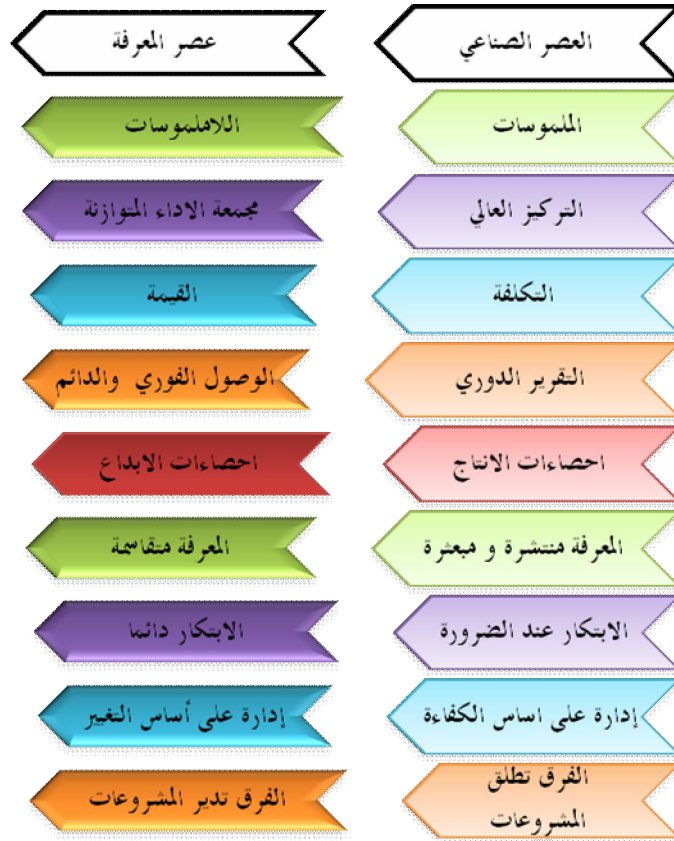 العصر الصناعي
عصر المعرفة
الملموسات
اللاملموسات
التركيز العالي
مجمعة الاداء المتوازنة
التكلفة
القيمة
التقرير الدوري
الوصول الفوري والدائم
احصاءات الانتاج
احصاءات الابداع
المعرفة منتشرة و مبعثرة
المعرفة متقاسمة
الابتكار عند الضرورة
الابتكار دائما
إدارة على اساس الكفاءة
إدارة على أساس التغيير
الفرق تطلق
المشروعات
الفرق تدير المشروعات